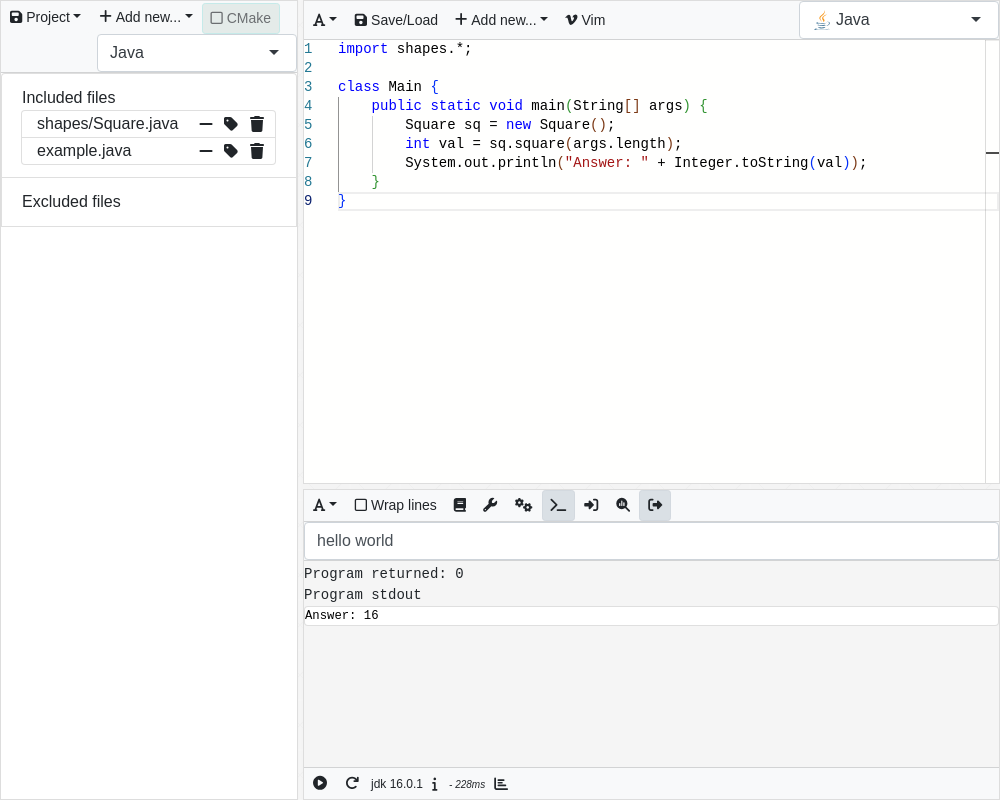 Project Add new... CMake
Java
Included files
shapes/Square.java
example.java
Excluded files
A Save/Load Add new... Vim Java
1 import shapes.*;
2
3 class Main {
4 public static void main(String[] args) {
5 Square sq = new Square();
6 int val = sq.square(args.length);
7 System.out.println("Answer: " + Integer.toString(val));
8 }
9 }
A Wrap lines
hello world
Program returned: 0
Program stdout
Answer: 16
jdk 16.0.1 i - 228ms